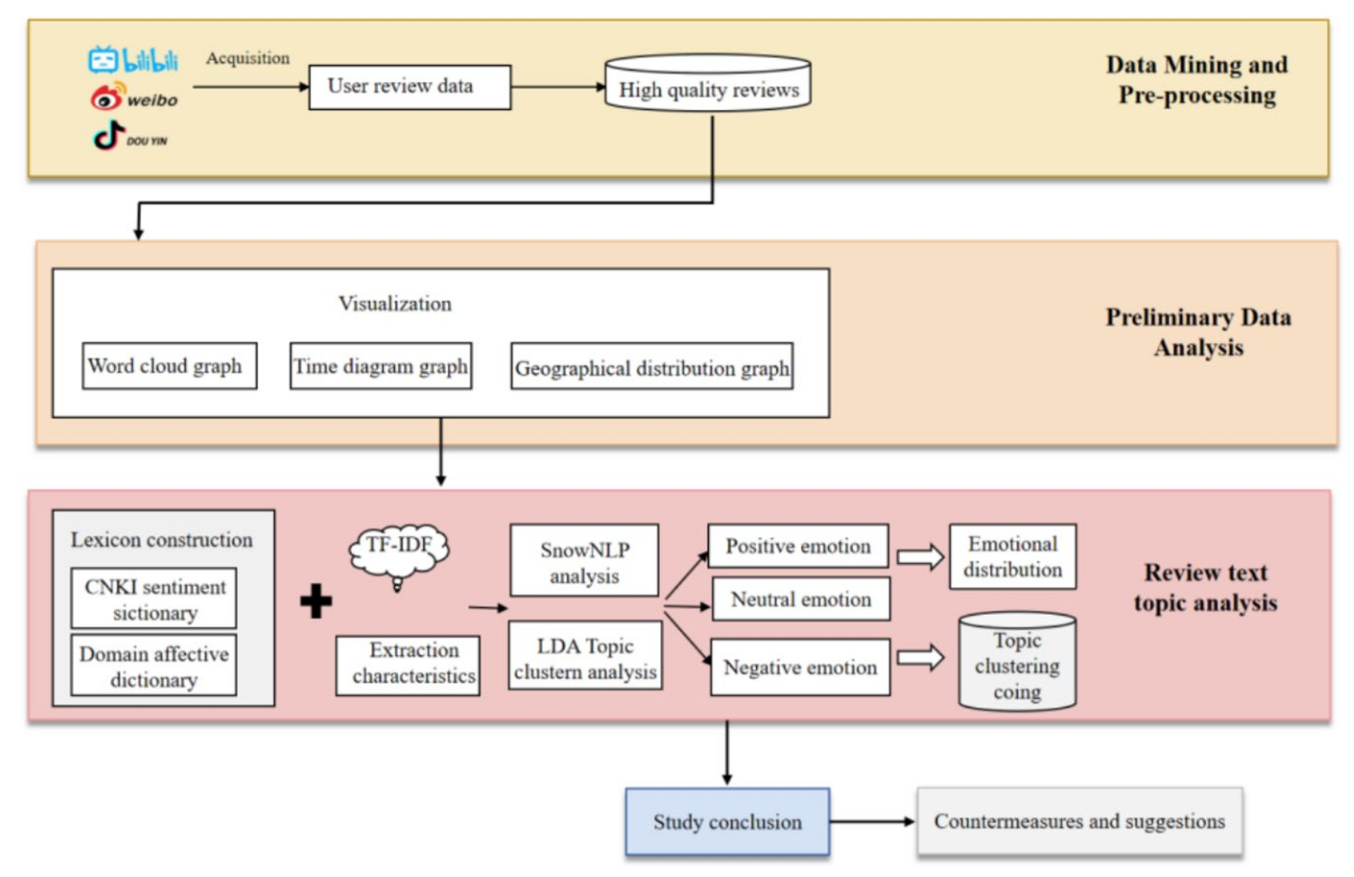 bilibili
Acquisition
weibo
DOU YIN
User review data
High quality reviews
Data Mining and
Pre-processing
Visualization
Word cloud graph
Time diagram graph
Geographical distribution graph
Preliminary Data
Analysis
Lexicon construction
CNKI sentiment
sictionary
Domain affective
dictionary
TF-IDF
Extraction
characteristics
SnowNLP
analysis
LDA Topic
clustern analysis
Positive emotion
Neutral emotion
Negative emotion
Emotional
distribution
Topic
clustering
coing
Review text
topic analysis
Study conclusion
Countermeasures and suggestions